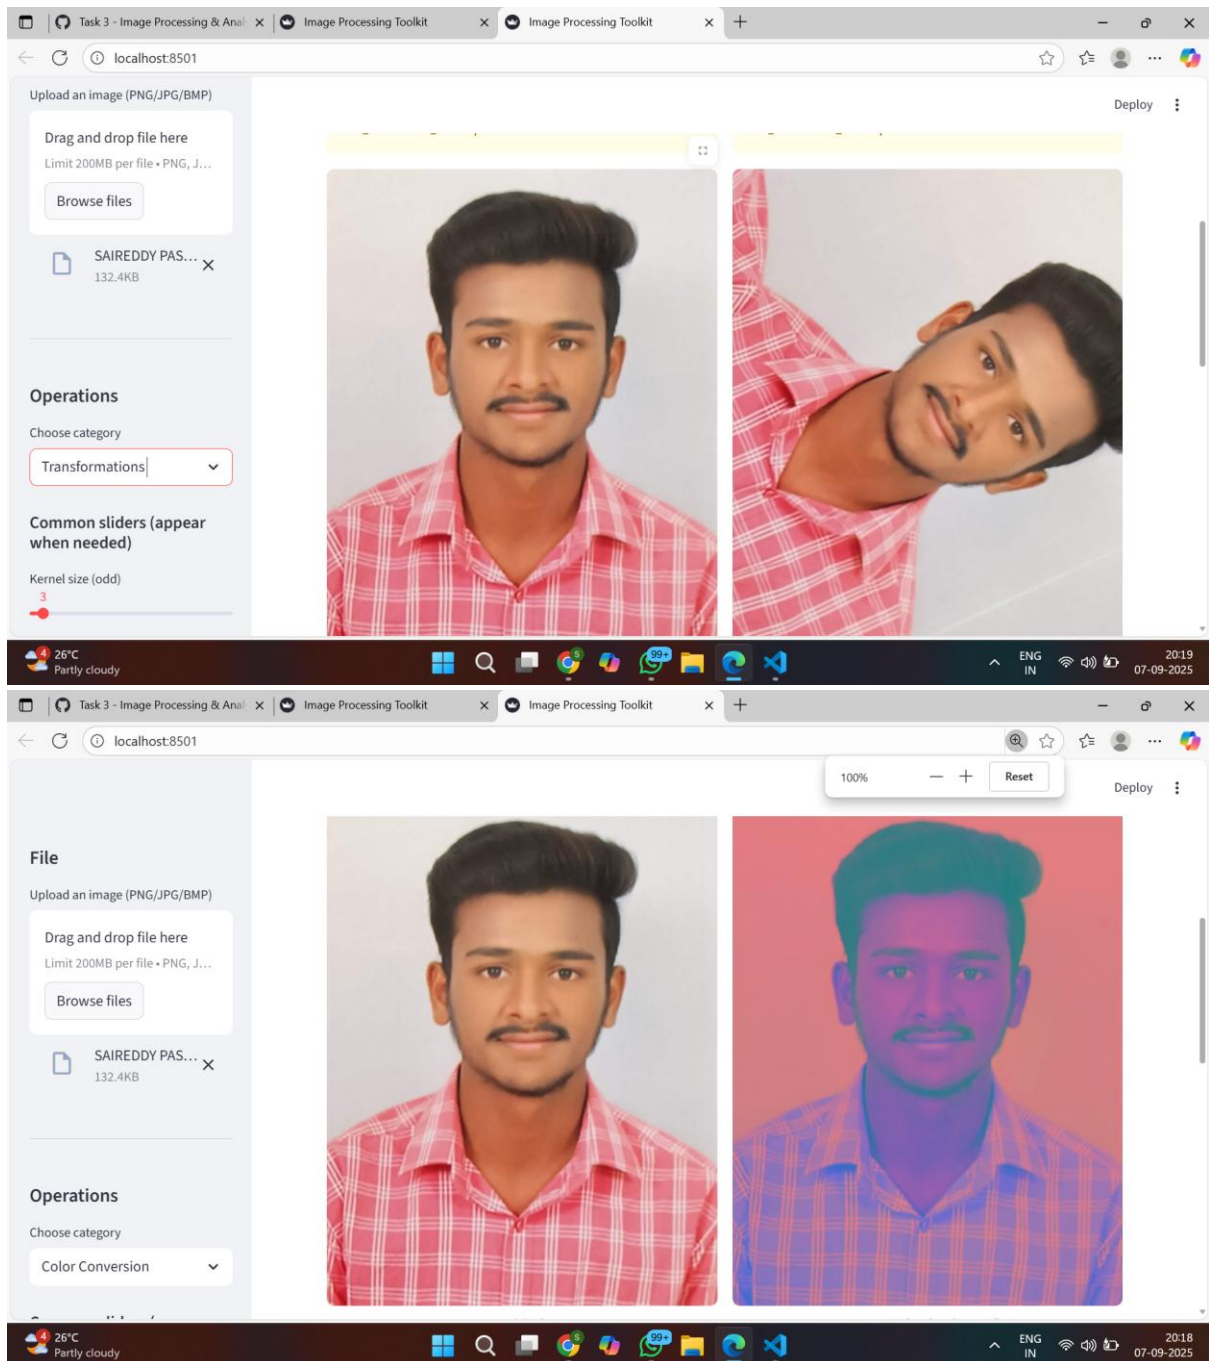 Task 3 - Image Processing & Anal
Image Processing Toolkit
Image Processing Toolkit
localhost:8501
Deploy
Upload an image (PNG/JPG/BMP)
Drag and drop file here
Limit 200MB per file • PNG, J...
Browse files
SAIREDDY PAS...
132.4KB
Operations
Choose category
Transformations
Common sliders (appear
when needed)
Kernel size (odd)
3
4
26°C
Partly cloudy
S
99+
ENG
IN
20:19
07-09-2025
Task 3 - Image Processing & Anal
Image Processing Toolkit
Image Processing Toolkit
localhost:8501
100%
Reset
Deploy
File
Upload an image (PNG/JPG/BMP)
Drag and drop file here
Limit 200MB per file • PNG, J...
Browse files
SAIREDDY PAS...
132.4KB
Operations
Choose category
Color Conversion
4
26°C
Partly cloudy
S
99+
ENG
IN
20:18
07-09-2025